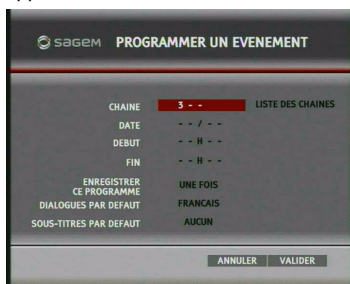 SAGEM PROGRAMMER UN EVENEMENT
CHAINE 3 - - LISTE DES CHAINES
DATE - - / - -
DEBUT - - H - -
FIN - - H - -
ENREGISTRER
CE PROGRAMME UNE FOIS
DIALOGUES PAR DEFAUT FRANCAIS
SOUS-TITRES PAR DEFAUT AUCUN
ANNULER VALIDER